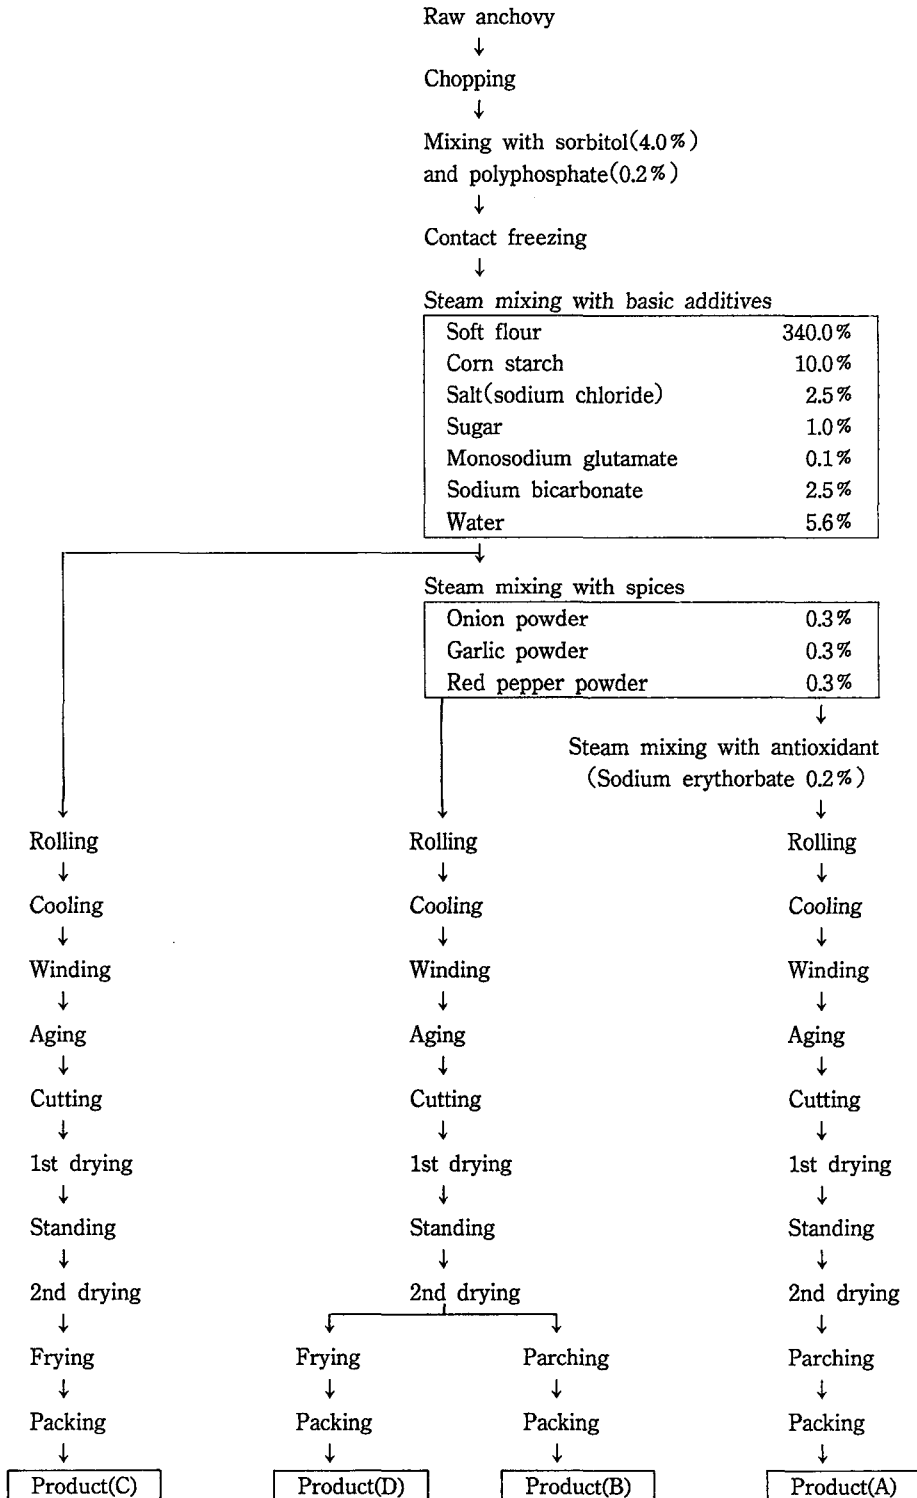 Raw anchovy
↓
Chopping
↓
Mixing with sorbitol(4.0%)
and polyphosphate(0.2%)
↓
Contact freezing
↓
Steam mixing with basic additives
Soft flour 340.0%
Corn starch 10.0%
Salt(sodium chloride) 2.5%
Sugar 1.0%
Monosodium glutamate 0.1%
Sodium bicarbonate 2.5%
Water 5.6%
↓
Steam mixing with spices
Onion powder 0.3%
Garlic powder 0.3%
Red pepper powder 0.3%
↓
Steam mixing with antioxidant
(Sodium erythorbate 0.2%)
↓ ↓ ↓
Rolling Rolling Rolling
↓ ↓ ↓
Cooling Cooling Cooling
↓ ↓ ↓
Winding Winding Winding
↓ ↓ ↓
Aging Aging Aging
↓ ↓ ↓
Cutting Cutting Cutting
↓ ↓ ↓
1st drying 1st drying 1st drying
↓ ↓ ↓
Standing Standing Standing
↓ ↓ ↓
2nd drying 2nd drying 2nd drying
↓ ↓ ↓ ↓
Frying Frying Parching Parching
↓ ↓ ↓ ↓
Packing Packing Packing Packing
↓ ↓ ↓ ↓
Product(C) Product(D) Product(B) Product(A)